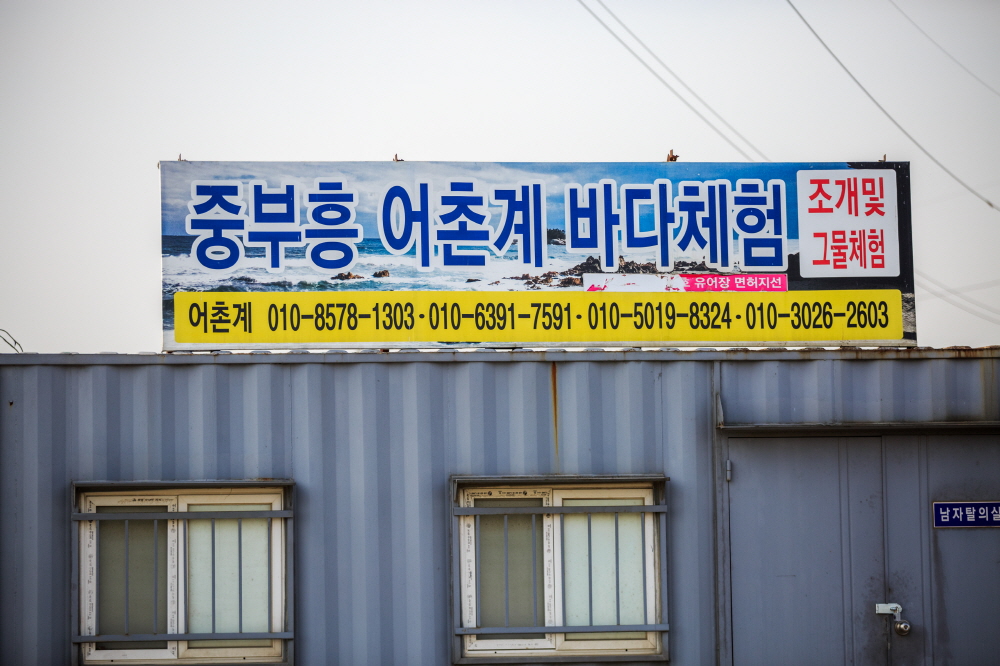 중부흥 어촌계 바다체험
조개및
그물체험
유어장 면허지선
어촌계 010-8578-1303·010-6391-7591·010-5019-8324·010-3026-2603
남자탈의실